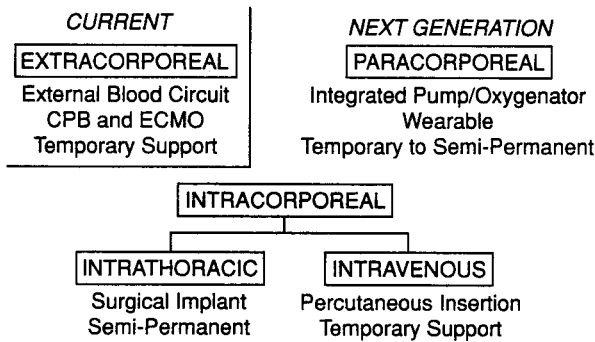 CURRENT
EXTRACORPOREAL
External Blood Circuit
CPB and ECMO
Temporary Support
NEXT GENERATION
PARACORPOREAL
Integrated Pump/Oxygenator
Wearable
Temporary to Semi-Permanent
INTRACORPOREAL
INTRATHORACIC
Surgical Implant
Semi-Permanent
INTRAVENOUS
Percutaneous Insertion
Temporary Support